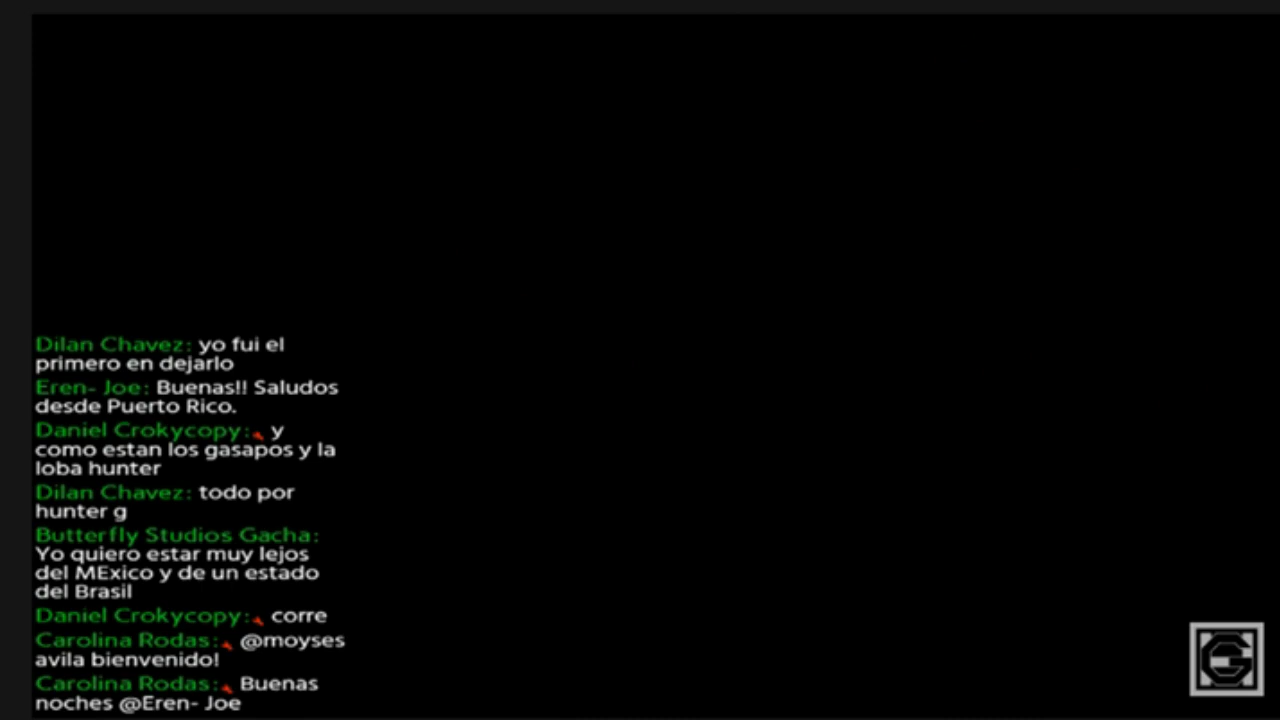 Dilan Chavez: yo fui el
primero en dejarlo
Eren- Joe: Buenas!! Saludos
desde Puerto Rico.
Daniel Crokycopy: y
como estan los gasapos y la
loba hunter
Dilan Chavez: todo por
hunter g
Butterfly Studios Gacha:
Yo quiero estar muy lejos
del MExico y de un estado
del Brasil
Daniel Crokycopy: corre
Carolina Rodas: @moyses
avila bienvenido!
Carolina Rodas: Buenas
noches @Eren- Joe
G